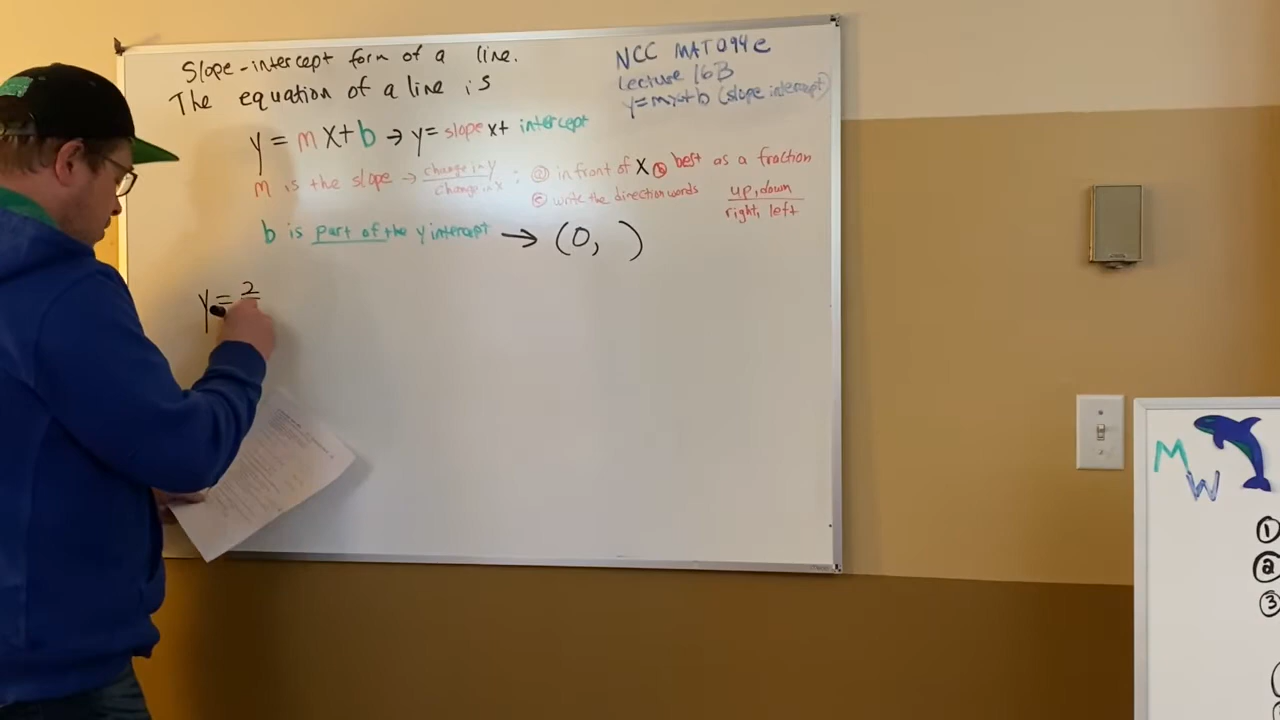 Slope-intercept form of a line.
The equation of a line is
y = mx+b → y= slope x+ intercept
m is the slope → change in y / change in x ; ⓐ in front of X ⓑ best as a fraction
ⓒ write the direction words up, down / right, left
b is part of the y intercept → (0, )
y = 2
NCC MAT094e
Lecture 16B
y=mx+b (slope intercept)
M
W
①
②
③